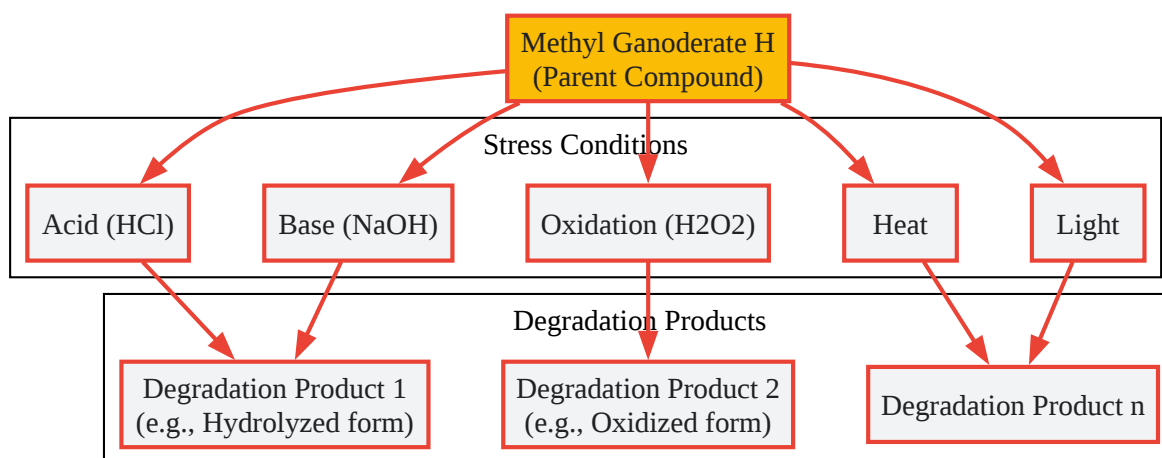 Methyl Ganoderate H
(Parent Compound)
Stress Conditions
Acid (HCl)
Base (NaOH)
Oxidation (H2O2)
Heat
Light
Degradation Products
Degradation Product 1
(e.g., Hydrolyzed form)
Degradation Product 2
(e.g., Oxidized form)
Degradation Product n